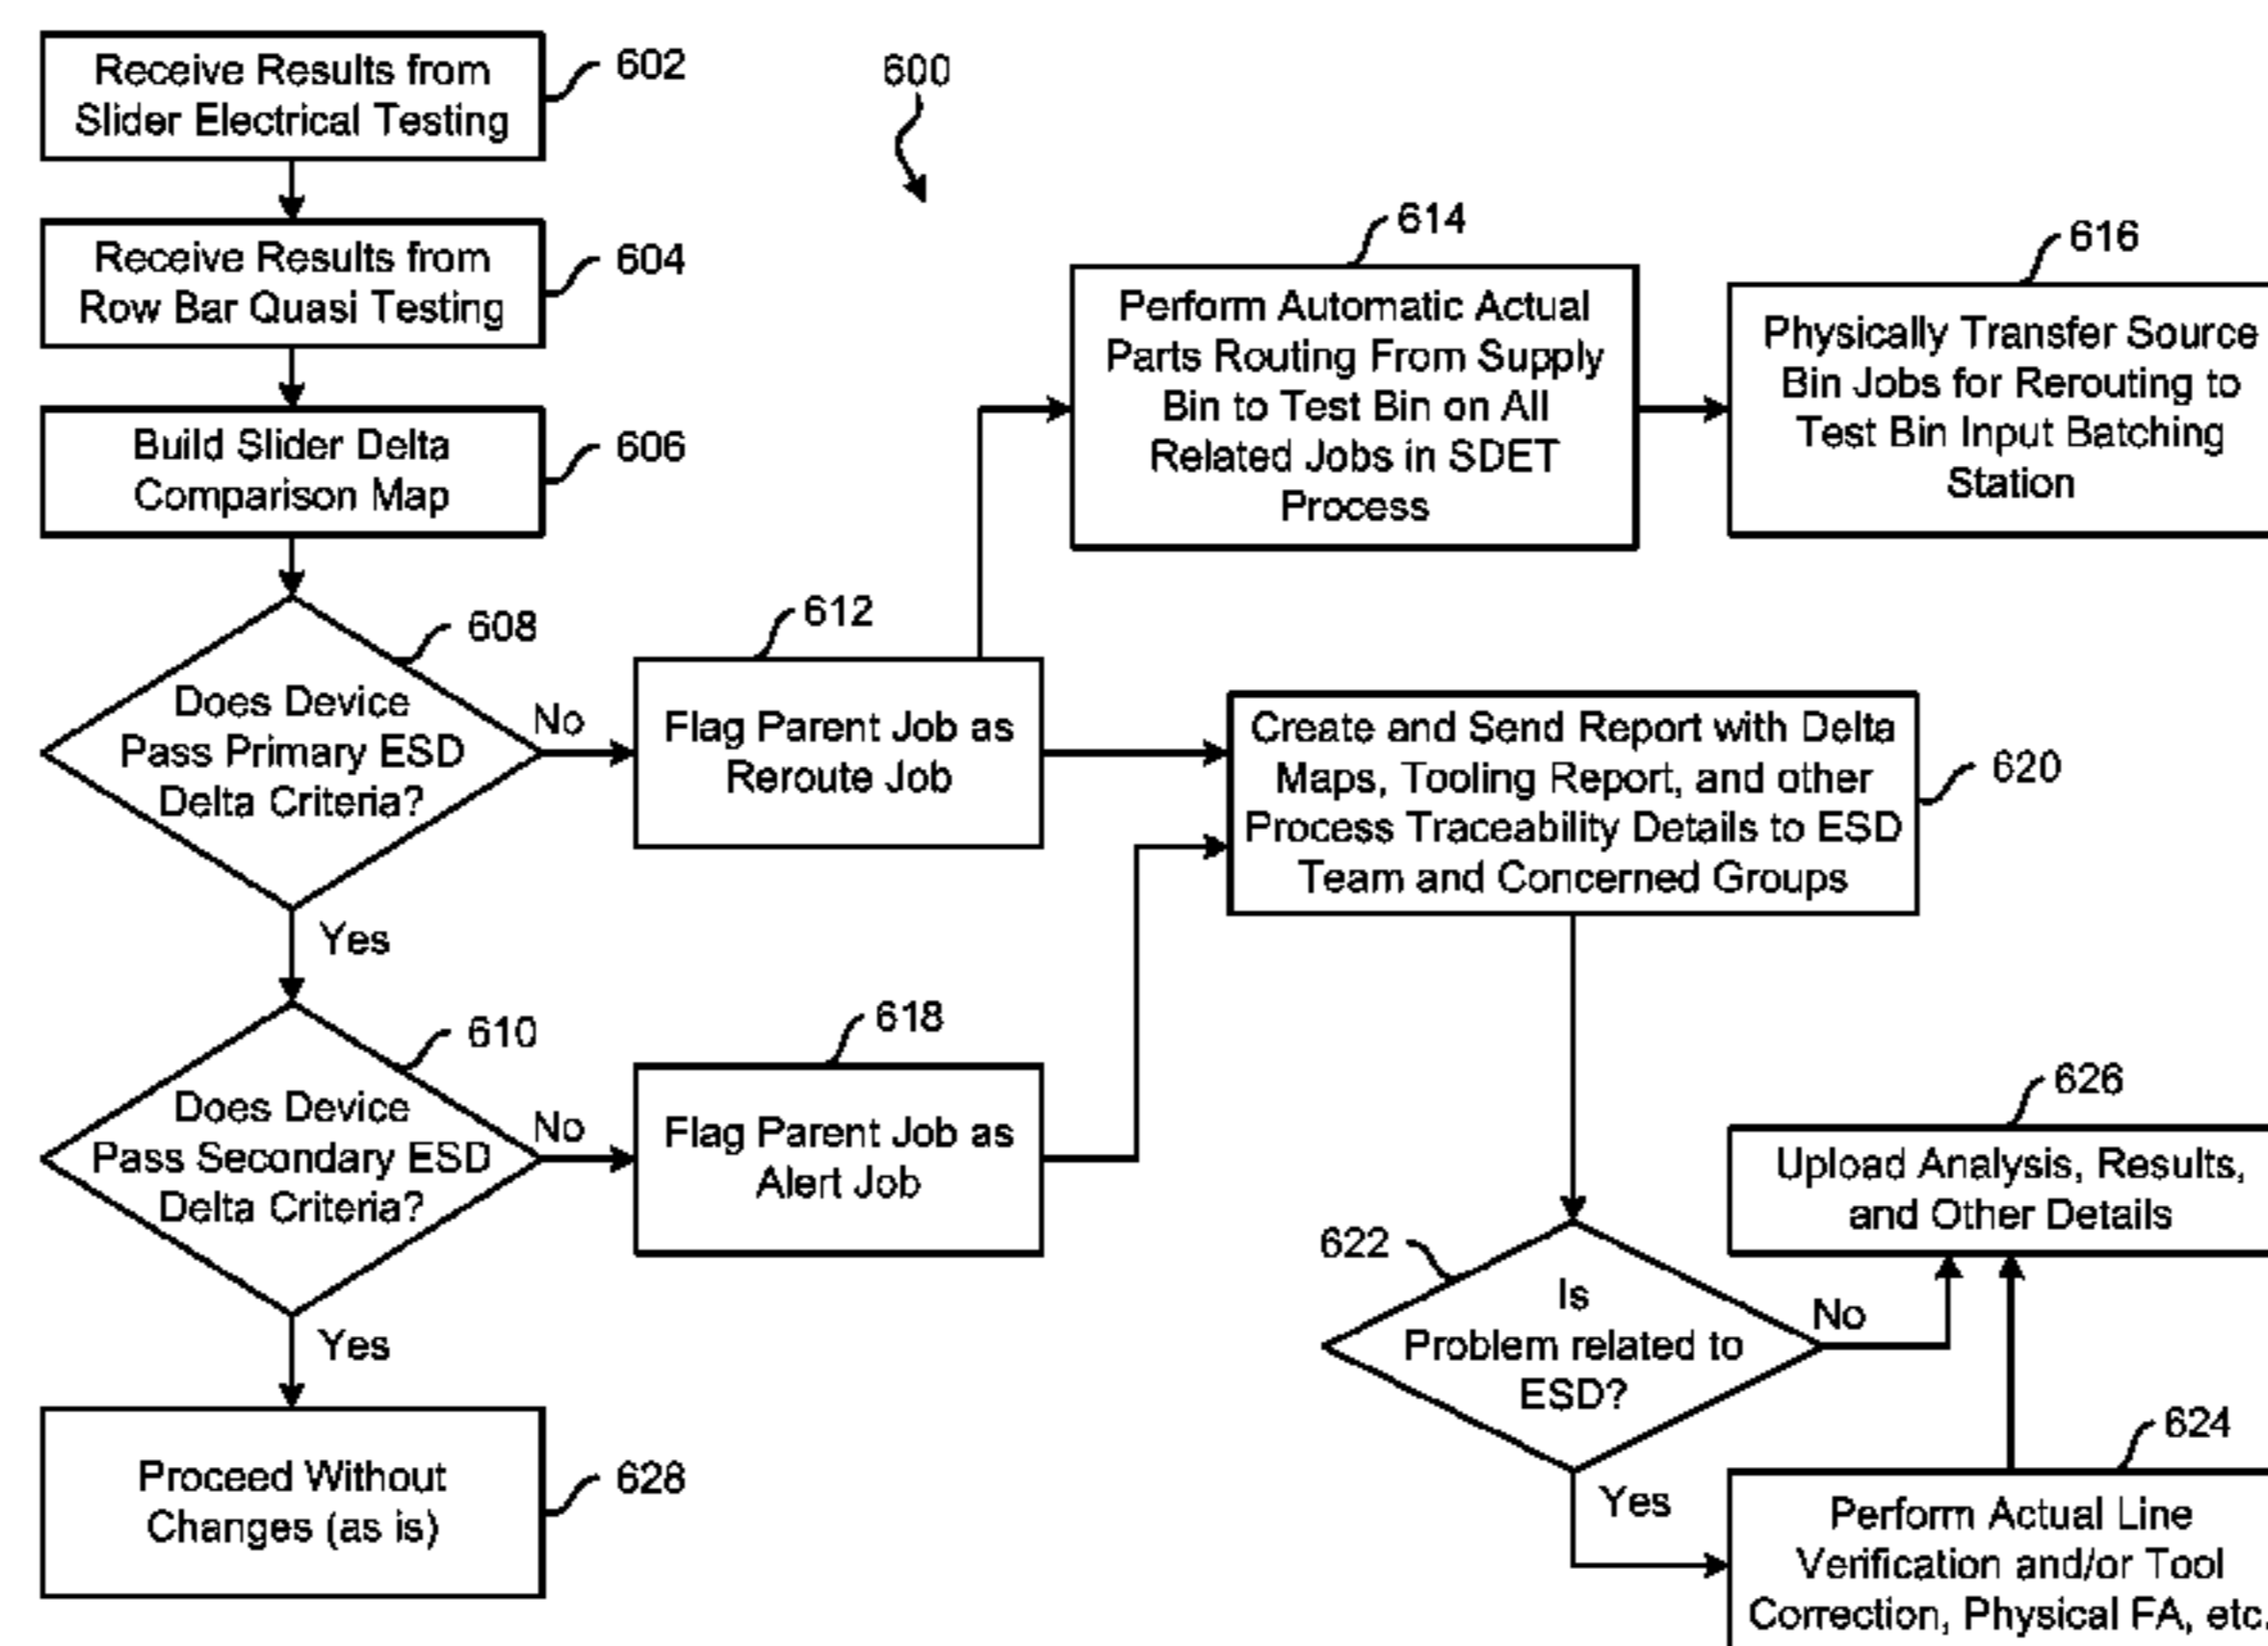 Receive Results from
Slider Electrical Testing
602
600
Receive Results from
Row Bar Quasi Testing
604
614
616
Perform Automatic Actual
Parts Routing From Supply
Bin to Test Bin on All
Related Jobs in SDET
Process
Physically Transfer Source
Bin Jobs for Rerouting to
Test Bin Input Batching
Station
Build Slider Delta
Comparison Map
606
608
Does Device
Pass Primary ESD
Delta Criteria?
No
Yes
612
Flag Parent Job as
Reroute Job
Create and Send Report with Delta
Maps, Tooling Report, and other
Process Traceability Details to ESD
Team and Concerned Groups
620
610
Does Device
Pass Secondary ESD
Delta Criteria?
No
Yes
618
Flag Parent Job as
Alert Job
626
Upload Analysis, Results,
and Other Details
622
Is
Problem related to
ESD?
No
Yes
624
Perform Actual Line
Verification and/or Tool
Correction, Physical FA, etc.
Proceed Without
Changes (as is)
628